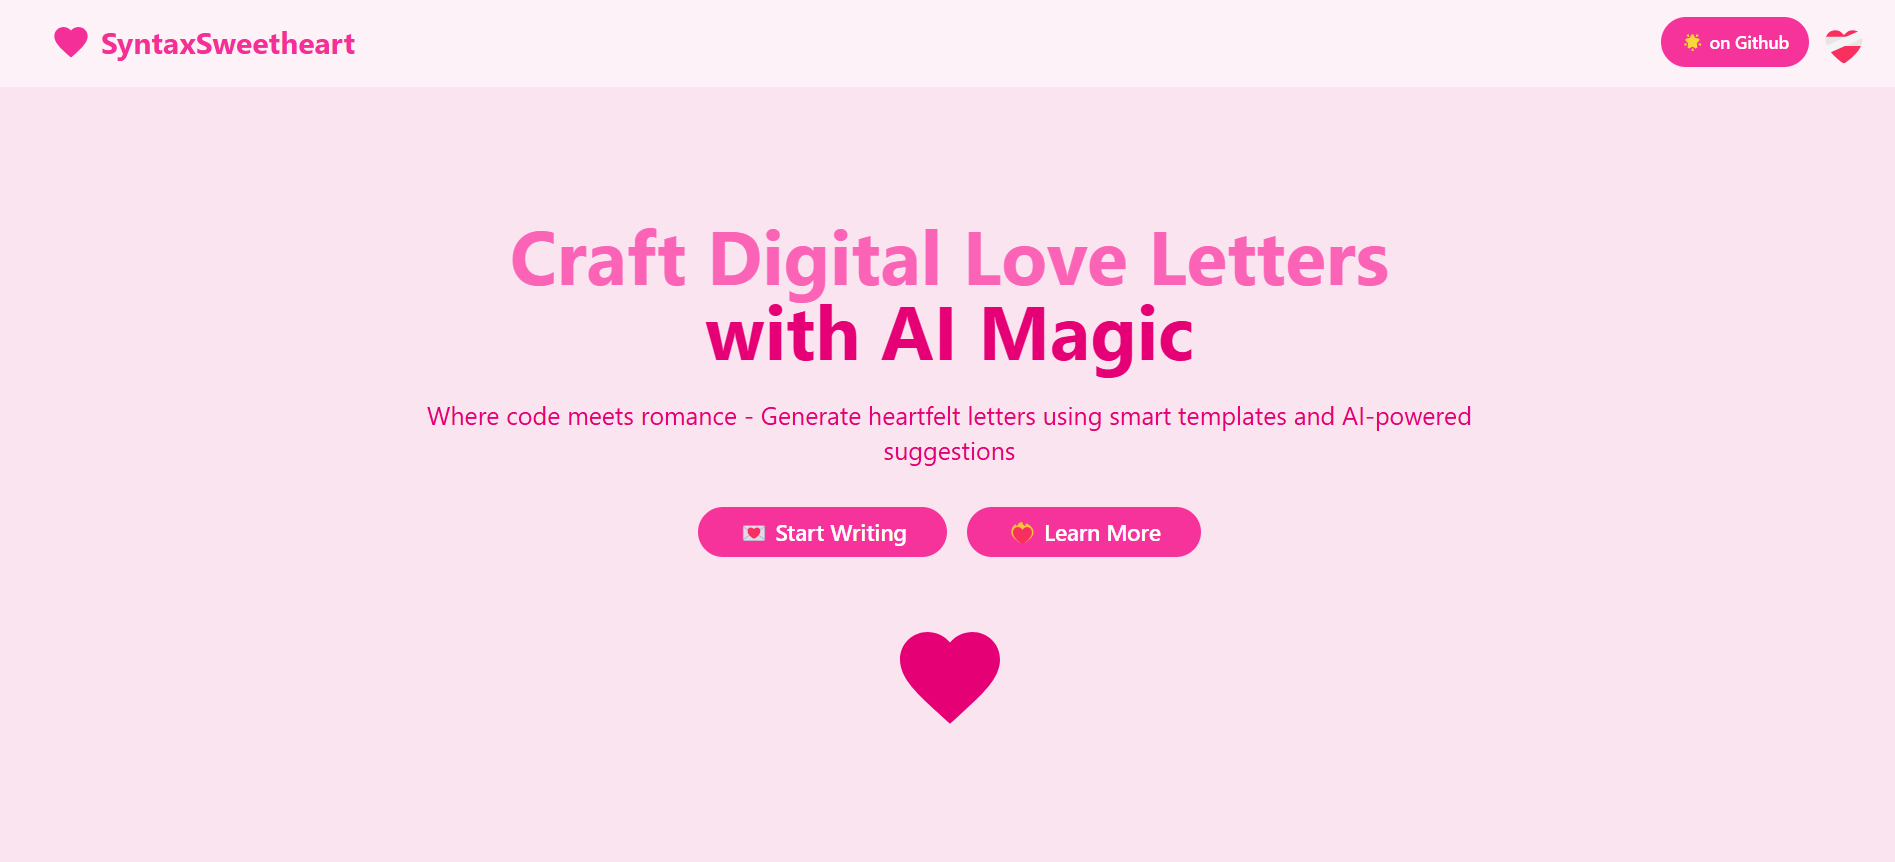 SyntaxSweetheart
🌟 on Github
Craft Digital Love Letters
with AI Magic
Where code meets romance - Generate heartfelt letters using smart templates and AI-powered
suggestions
💌 Start Writing
❤️‍🔥 Learn More